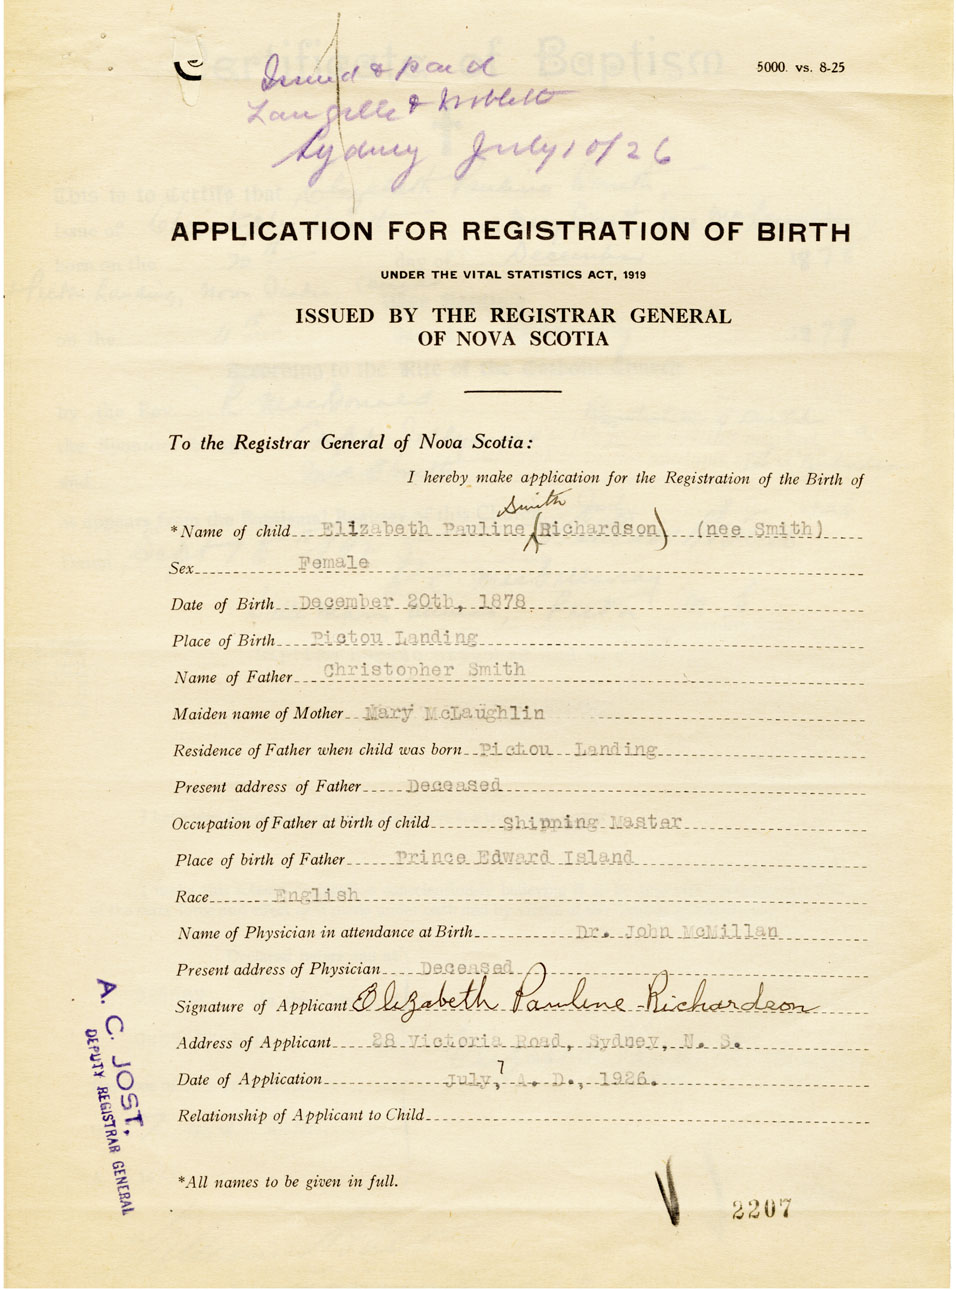 Issued & paid
Langille &
Sydney July 10/26
5000. vs. 8-25
APPLICATION FOR REGISTRATION OF BIRTH
UNDER THE VITAL STATISTICS ACT, 1919
ISSUED BY THE REGISTRAR GENERAL
OF NOVA SCOTIA
To the Registrar General of Nova Scotia:
I hereby make application for the Registration of the Birth of
Smith
*Name of child Elizabeth Pauline (Richardson) (nee Smith)
Sex Female
Date of Birth December 20th, 1878
Place of Birth Pictou Landing
Name of Father Christopher Smith
Maiden name of Mother Mary McLaughlin
Residence of Father when child was born Pictou Landing
Present address of Father Deceased
Occupation of Father at birth of child Shipping Master
Place of birth of Father Prince Edward Island
Race English
Name of Physician in attendance at Birth Dr. John McMillan
Present address of Physician Deceased
Signature of Applicant Elizabeth Pauline Richardson
Address of Applicant 28 Victoria Road, Sydney, N. S.
Date of Application July, 7 A. D., 1926.
Relationship of Applicant to Child
*All names to be given in full.
2207
A. C. JOST,
DEPUTY REGISTRAR GENERAL